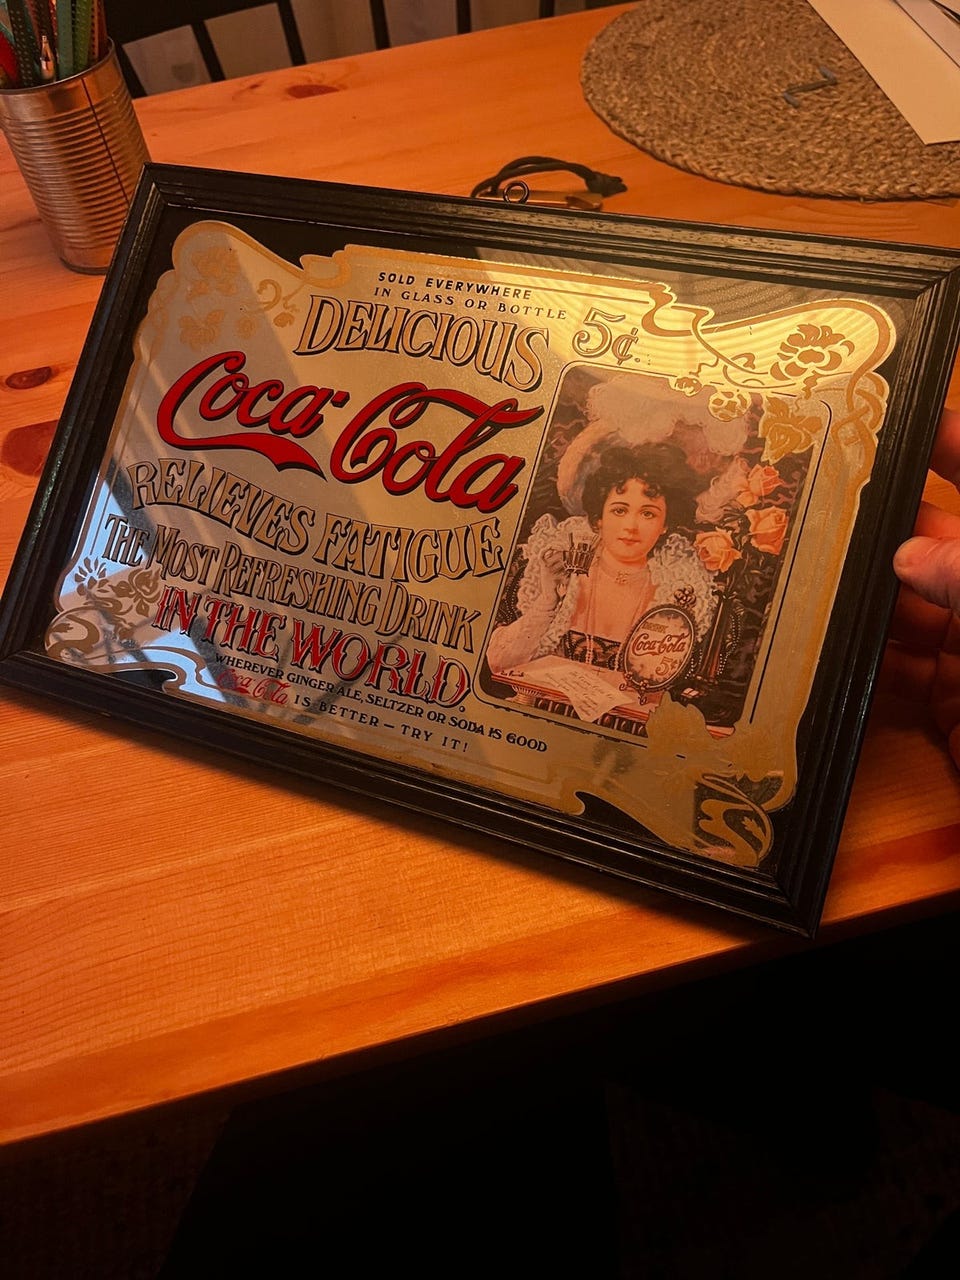 SOLD EVERYWHERE
IN GLASS OR BOTTLE
DELICIOUS 5¢
Coca-Cola
RELIEVES FATIGUE
THE MOST REFRESHING DRINK
IN THE WORLD.
WHEREVER GINGER ALE, SELTZER OR SODA IS GOOD
Coca-Cola IS BETTER — TRY IT!
Coca-Cola
5¢